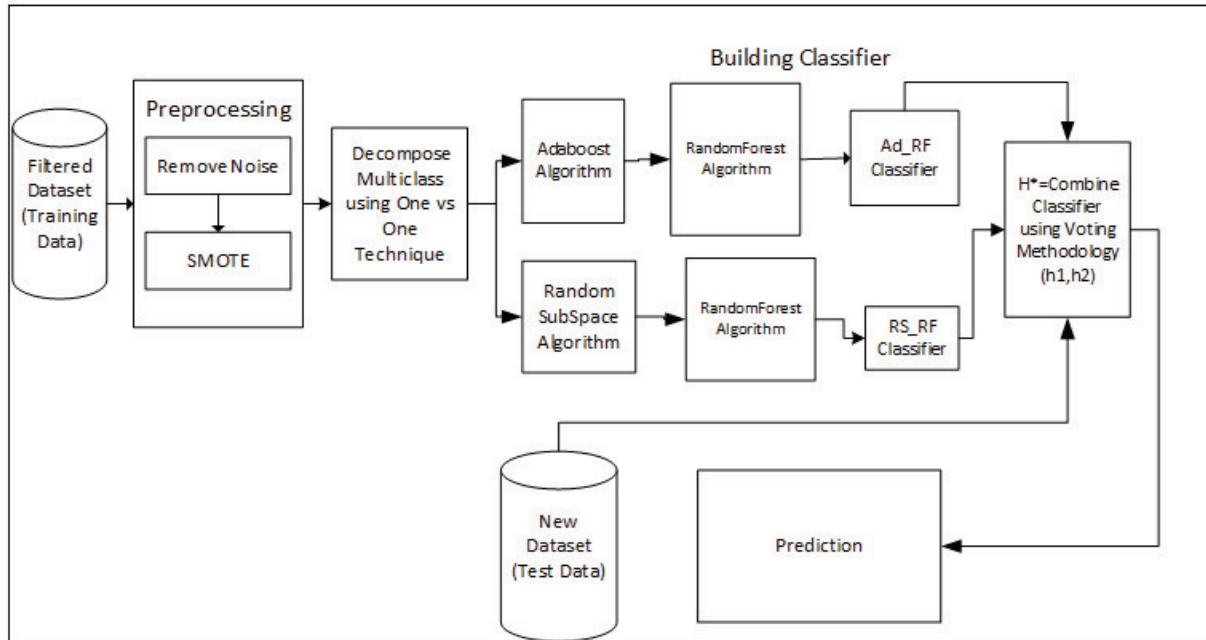 Building Classifier
Preprocessing
Filtered
Dataset
(Training
Data)
Remove Noise
SMOTE
Decompose
Multiclass
using One vs
One
Technique
Adaboost
Algorithm
RandomForest
Algorithm
Ad_RF
Classifier
Random
SubSpace
Algorithm
RandomForest
Algorithm
RS_RF
Classifier
H*=Combine
Classifier
using Voting
Methodology
(h1,h2)
New
Dataset
(Test Data)
Prediction